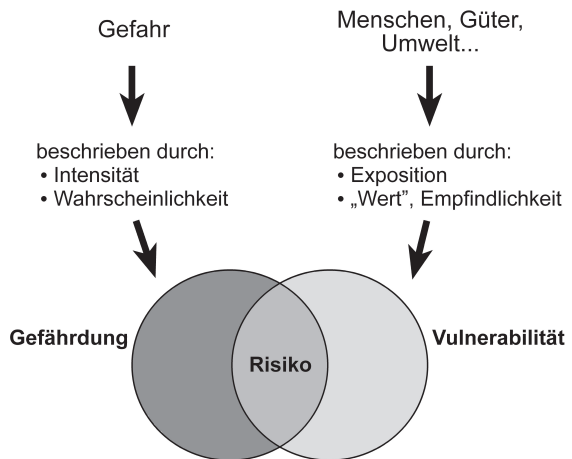 Gefahr
Menschen, Güter,
Umwelt...
beschrieben durch:
• Intensität
• Wahrscheinlichkeit
beschrieben durch:
• Exposition
• „Wert”, Empfindlichkeit
Gefährdung
Risiko
Vulnerabilität